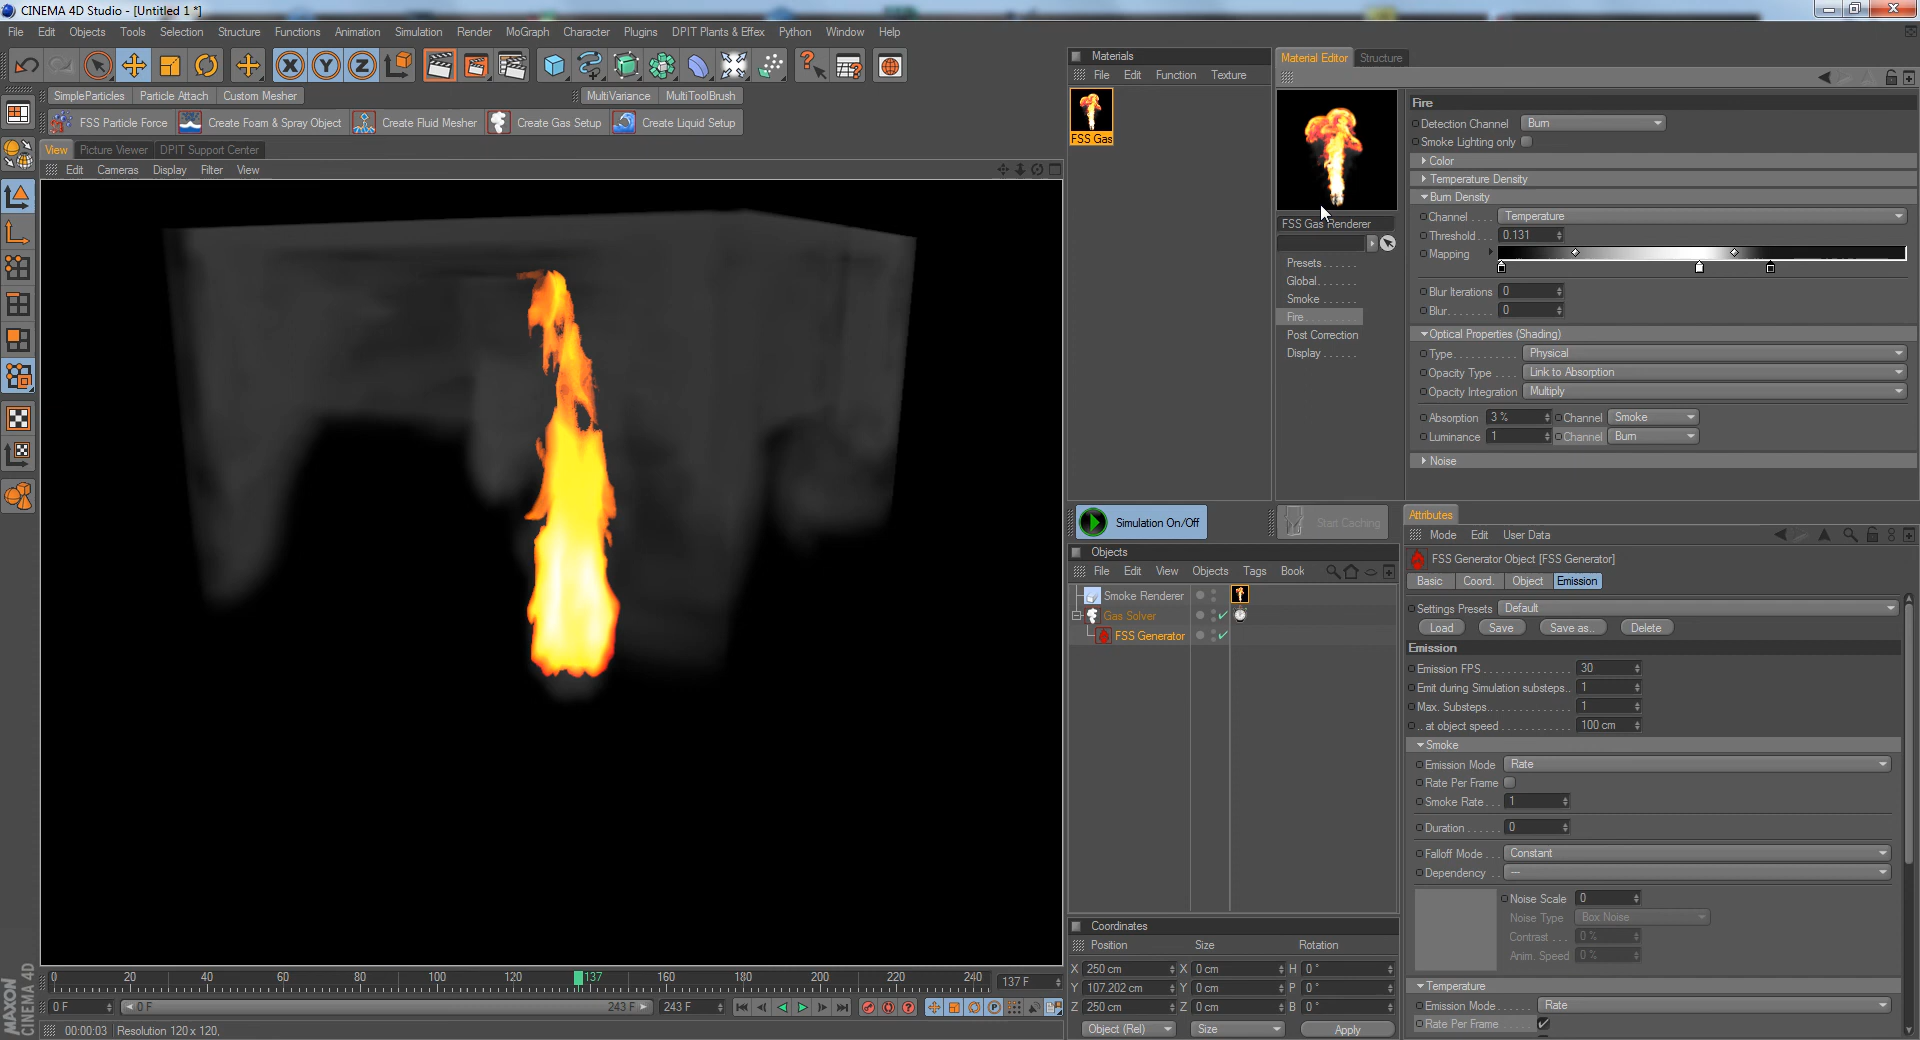 CINEMA 4D Studio - [Untitled 1 *]
File Edit Objects Tools Selection Structure Functions Animation Simulation Render MoGraph Character Plugins DPIT Plants & Effex Python Window Help
SimpleParticles Particle Attach Custom Mesher MultiVariance MultiToolBrush
FSS Particle Force Create Foam & Spray Object Create Fluid Mesher Create Gas Setup Create Liquid Setup
View Picture Viewer DPIT Support Center
Edit Cameras Display Filter View
0 20 40 60 80 100 120 137 160 180 200 220 240 137 F
0 F 0 F 243 F 243 F
00:00:03 Resolution 120 x 120,
MAXON
CINEMA 4D
Materials
File Edit Function Texture
FSS Gas
Material Editor Structure
FSS Gas Renderer
Presets . . . . . .
Global . . . . . .
Smoke . . . . . .
Fire . . . . . . . .
Post Correction
Display . . . . . .
Fire
Detection Channel Burn
Smoke Lighting only
Color
Temperature Density
Burn Density
Channel . . . . Temperature
Threshold . . . 0.131
Mapping
Blur Iterations 0
Blur . . . . . . . 0
Optical Properties (Shading)
Type . . . . . . . . . . Physical
Opacity Type . . . . Link to Absorption
Opacity Integration Multiply
Absorption 3 % Channel Smoke
Luminance 1 Channel Burn
Noise
Simulation On/Off Start Caching
Objects
File Edit View Objects Tags Book
Smoke Renderer
Gas Solver
FSS Generator
Coordinates
Position Size Rotation
X 250 cm X 0 cm H 0 °
Y 107.202 cm Y 0 cm P 0 °
Z 250 cm Z 0 cm B 0 °
Object (Rel) Size Apply
Attributes
Mode Edit User Data
FSS Generator Object [FSS Generator]
Basic Coord. Object Emission
Settings Presets Default
Load Save Save as.. Delete
Emission
Emission FPS . . . . . . . . . . . . . . 30
Emit during Simulation substeps.. 1
Max. Substeps. . . . . . . . . . . . . . 1
.. at object speed . . . . . . . . . . . . 100 cm
Smoke
Emission Mode Rate
Rate Per Frame
Smoke Rate . . . 1
Duration . . . . . . 0
Falloff Mode . . . Constant
Dependency . . —
Noise Scale 0
Noise Type Box Noise
Contrast . . . 0 %
Anim. Speed 0 %
Temperature
Emission Mode . . . . Rate
Rate Per Frame . . . .